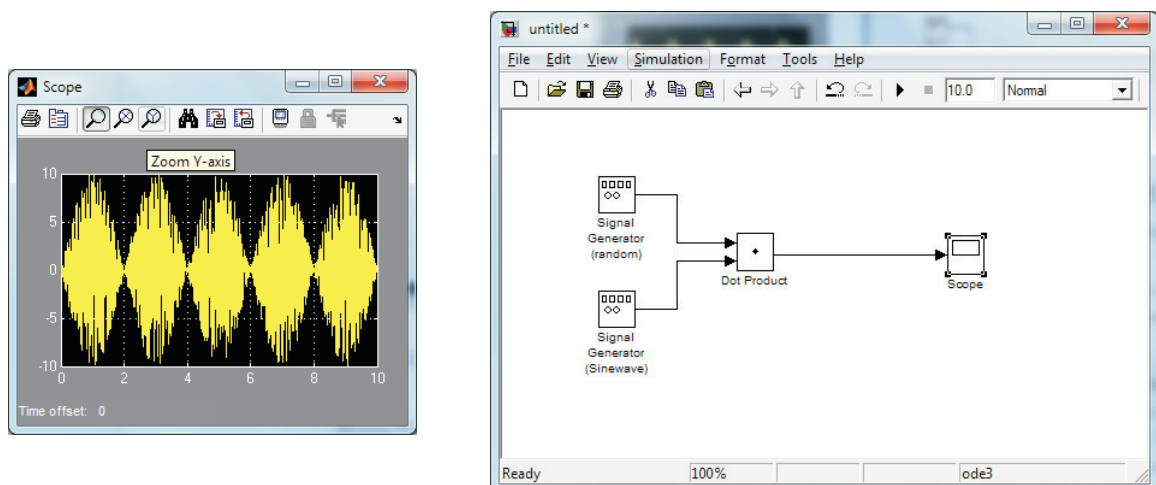 Scope
Zoom Y-axis
10
5
0
-5
-10
0 2 4 6 8 10
Time offset: 0
untitled *
File Edit View Simulation Format Tools Help
10.0 Normal
Signal
Generator
(random)
Dot Product
Scope
Signal
Generator
(Sinewave)
Ready 100% ode3